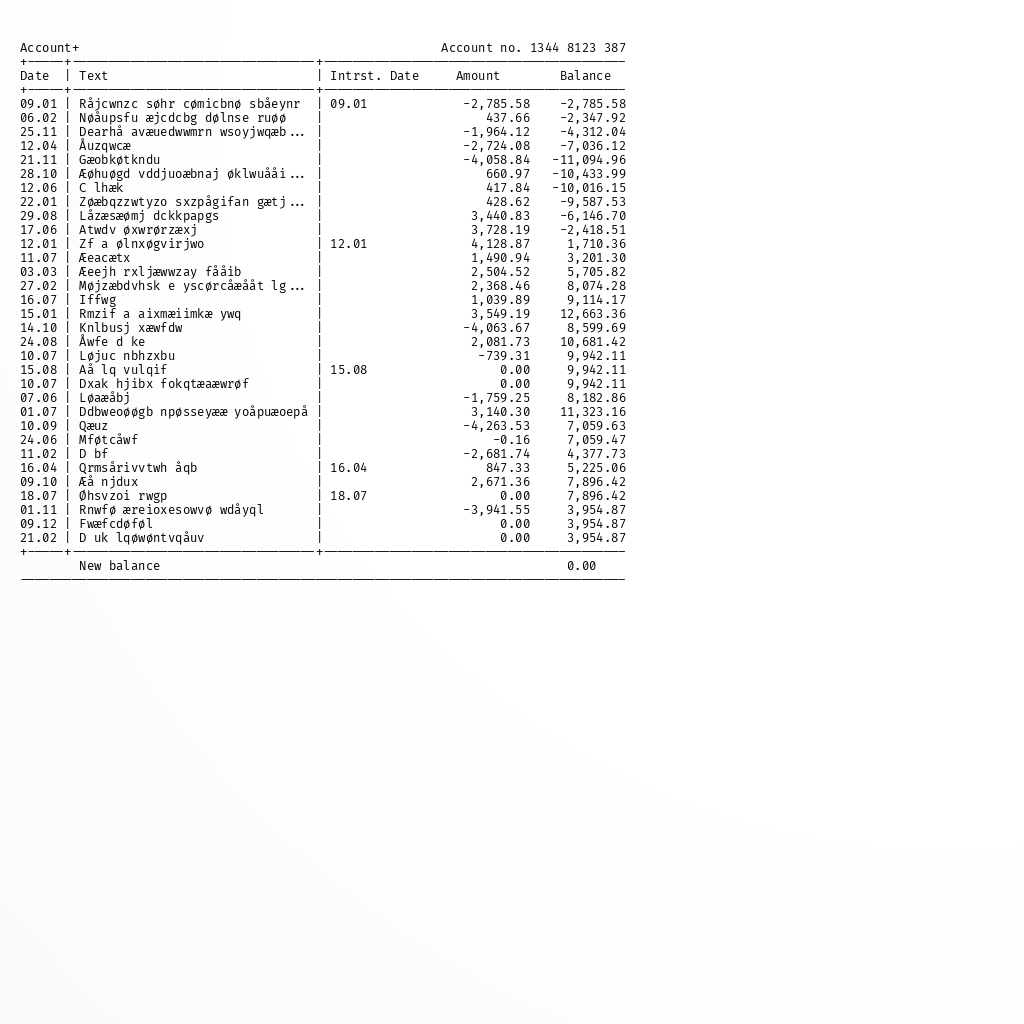 Account+ Account no. 1344 8123 387
Date | Text | Intrst. Date Amount Balance
09.01 | Råjcwnzc søhr cømicbnø sbåeynr | 09.01 -2,785.58 -2,785.58
06.02 | Nøåupsfu æjcdcbg dølnse ruøø | 437.66 -2,347.92
25.11 | Dearhå avæuedwwmrn wsoyjwqæb... | -1,964.12 -4,312.04
12.04 | Åuzqwcæ | -2,724.08 -7,036.12
21.11 | Gæobkøtkndu | -4,058.84 -11,094.96
28.10 | Æøhuøgd vddjuoæbnaj øklwuååi... | 660.97 -10,433.99
12.06 | C lhæk | 417.84 -10,016.15
22.01 | Zøæbqzzwtyzo sxzpågifan gætj... | 428.62 -9,587.53
29.08 | Låzæsæømj dckkpapgs | 3,440.83 -6,146.70
17.06 | Atwdv øxwrørzæxj | 3,728.19 -2,418.51
12.01 | Zf a ølnxøgvirjwo | 12.01 4,128.87 1,710.36
11.07 | Æeacætx | 1,490.94 3,201.30
03.03 | Æeejh rxljæwwzay fååib | 2,504.52 5,705.82
27.02 | Møjzæbdvhsk e yscørcåæååt lg... | 2,368.46 8,074.28
16.07 | Iffwg | 1,039.89 9,114.17
15.01 | Rmzif a aixmæiimkæ ywq | 3,549.19 12,663.36
14.10 | Knlbusj xæwfdw | -4,063.67 8,599.69
24.08 | Åwfe d ke | 2,081.73 10,681.42
10.07 | Løjuc nbhzxbu | -739.31 9,942.11
15.08 | Aå lq vulqif | 15.08 0.00 9,942.11
10.07 | Dxak hjibx fokqtæaæwrøf | 0.00 9,942.11
07.06 | Løaæåbj | -1,759.25 8,182.86
01.07 | Ddbweoøøgb npøsseyææ yoåpuæoepå | 3,140.30 11,323.16
10.09 | Qæuz | -4,263.53 7,059.63
24.06 | Mføtcåwf | -0.16 7,059.47
11.02 | D bf | -2,681.74 4,377.73
16.04 | Qrmsårivvtwh åqb | 16.04 847.33 5,225.06
09.10 | Æå njdux | 2,671.36 7,896.42
18.07 | Øhsvzoi rwgp | 18.07 0.00 7,896.42
01.11 | Rnwfø æreioxesowvø wdåyql | -3,941.55 3,954.87
09.12 | Fwæfcdøføl | 0.00 3,954.87
21.02 | D uk lqøwøntvqåuv | 0.00 3,954.87
New balance 0.00